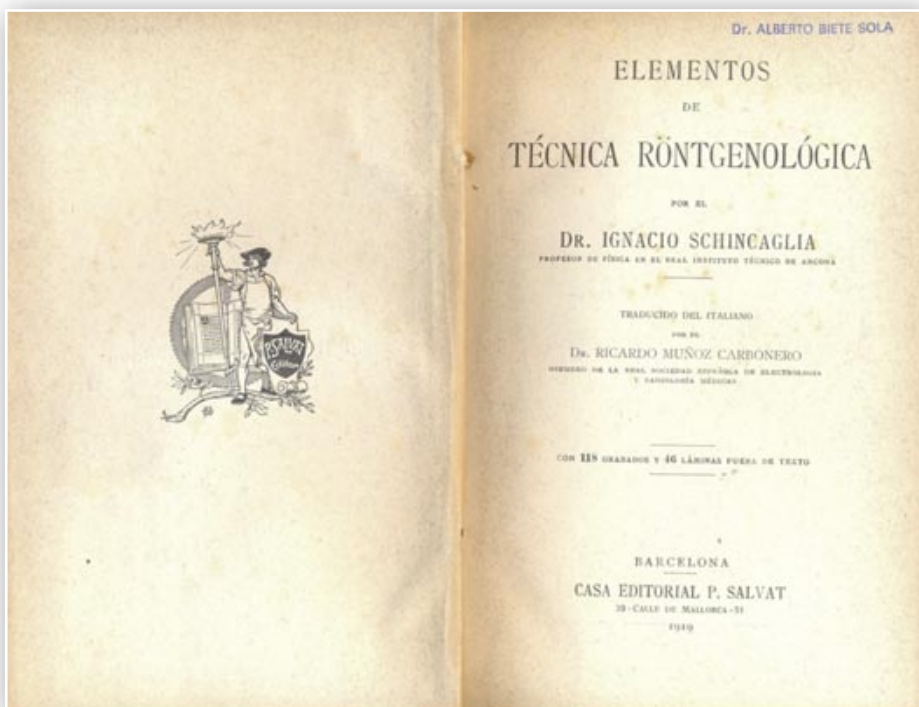 P. SALVAT
Editor
Dr. ALBERTO BIETE SOLA
ELEMENTOS
DE
TÉCNICA RÖNTGENOLÓGICA
POR EL
DR. IGNACIO SCHINCAGLIA
PROFESOR DE FÍSICA EN EL REAL INSTITUTO TÉCNICO DE ANCONA
TRADUCIDO DEL ITALIANO
POR EL
DR. RICARDO MUÑOZ CARBONERO
MIEMBRO DE LA REAL SOCIEDAD ESPAÑOLA DE ELECTROLOGIA
Y RADIOLOGÍA MÉDICAS
CON 118 GRABADOS Y 46 LÁMINAS FUERA DE TEXTO
BARCELONA
CASA EDITORIAL P. SALVAT
39-CALLE DE MALLORCA-51
1919